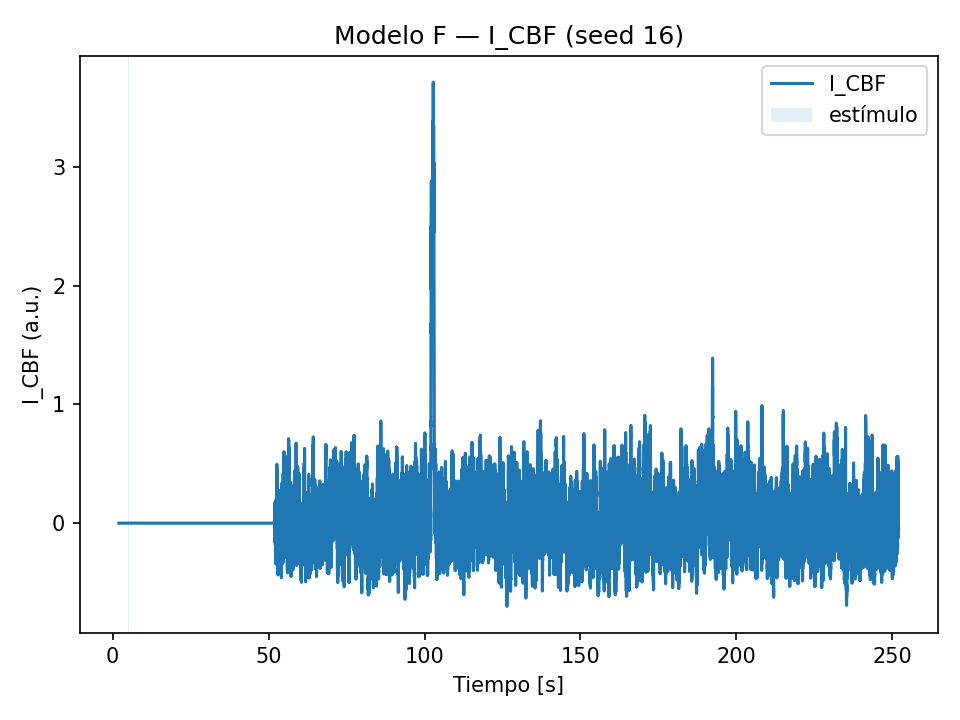 Modelo F — I_CBF (seed 16)
I_CBF
estímulo
I_CBF (a.u.)
3
2
1
0
0 50 100 150 200 250
Tiempo [s]